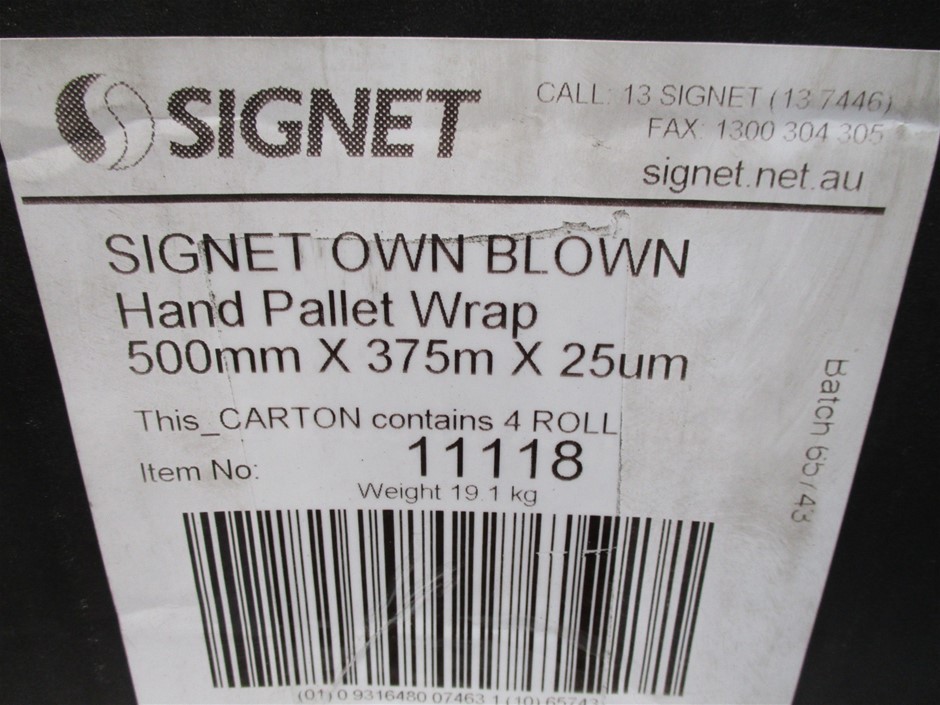 SIGNET
CALL: 13 SIGNET (13 7446)
FAX: 1300 304 305
signet.net.au
SIGNET OWN BLOWN
Hand Pallet Wrap
500mm X 375m X 25um
This_CARTON contains 4 ROLL
Item No: 11118
Weight 19.1 kg
Batch 65743
(01) 0 9316480 07463 1 (10) 65743